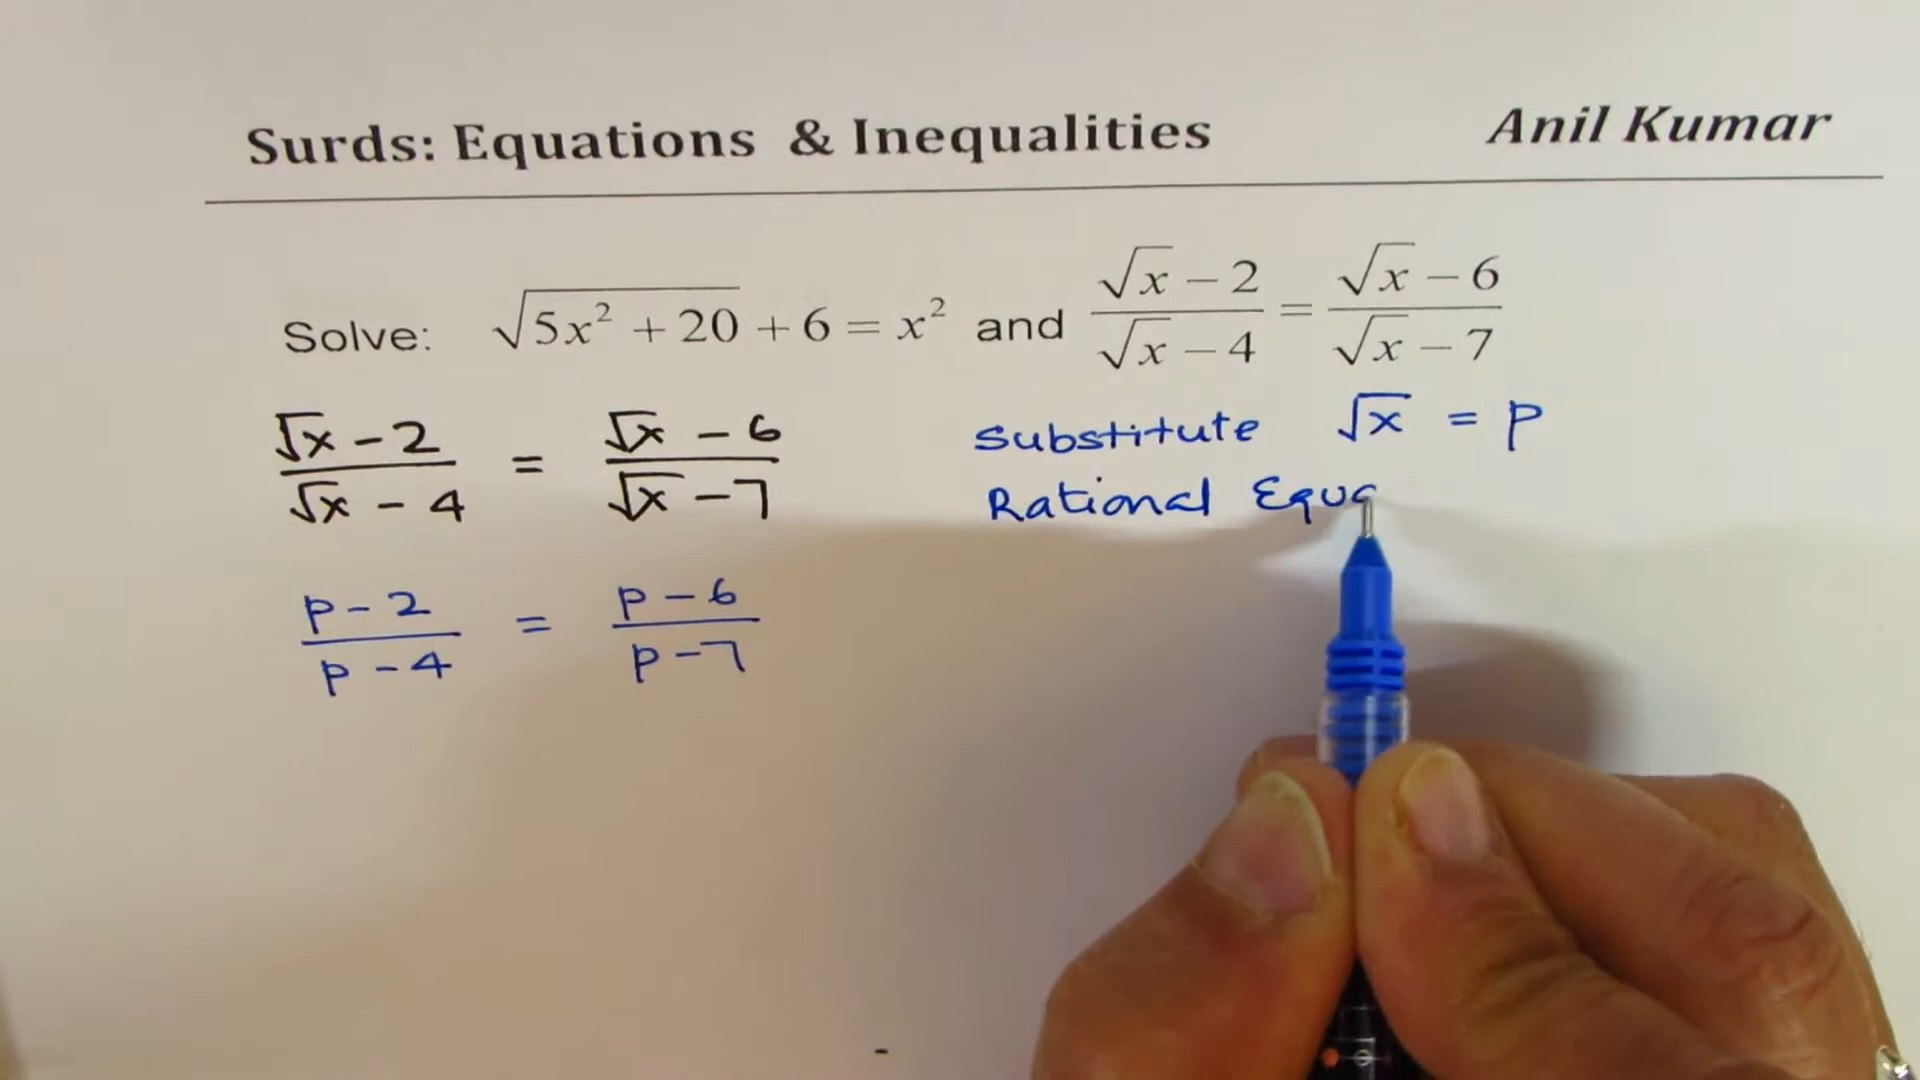 Surds: Equations & Inequalities Anil Kumar
Solve: √(5x² + 20) + 6 = x² and (√x − 2)/(√x − 4) = (√x − 6)/(√x − 7)
(√x − 2)/(√x − 4) = (√x − 6)/(√x − 7) Substitute √x = p
Rational Equa
(p − 2)/(p − 4) = (p − 6)/(p − 7)